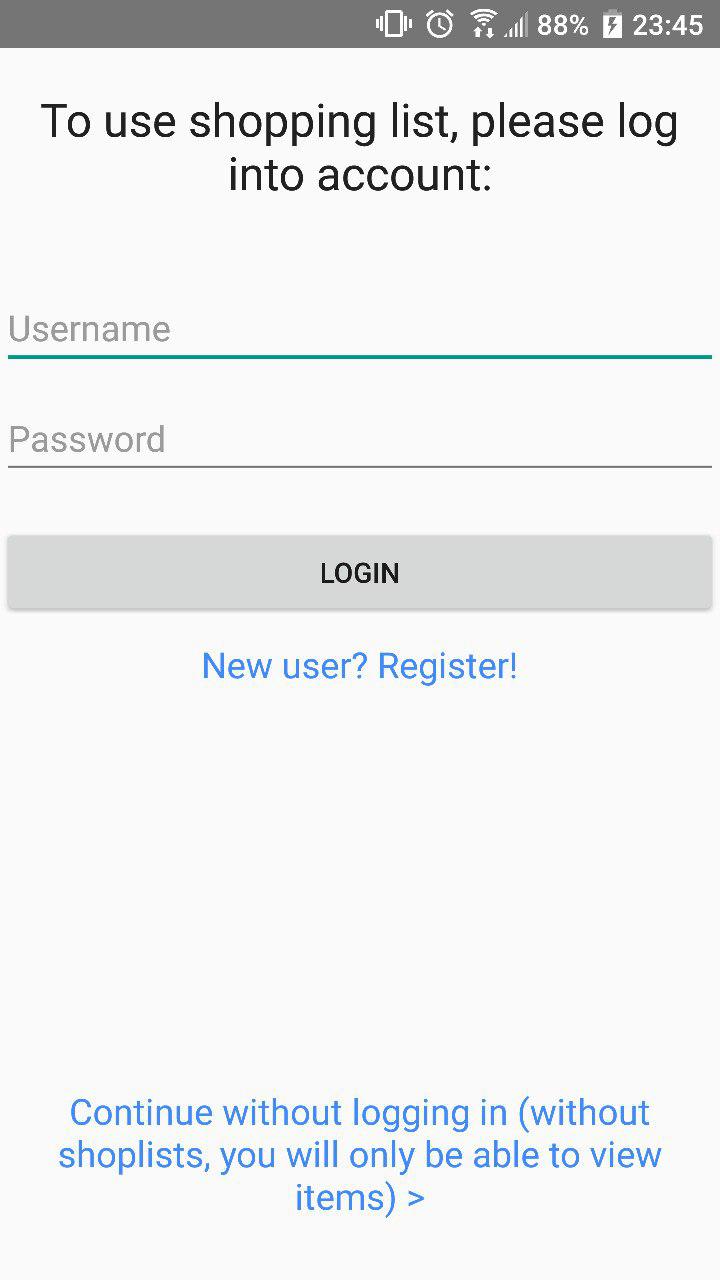 88% 23:45
To use shopping list, please log
into account:
Username
Password
LOGIN
New user? Register!
Continue without logging in (without
shoplists, you will only be able to view
items) >